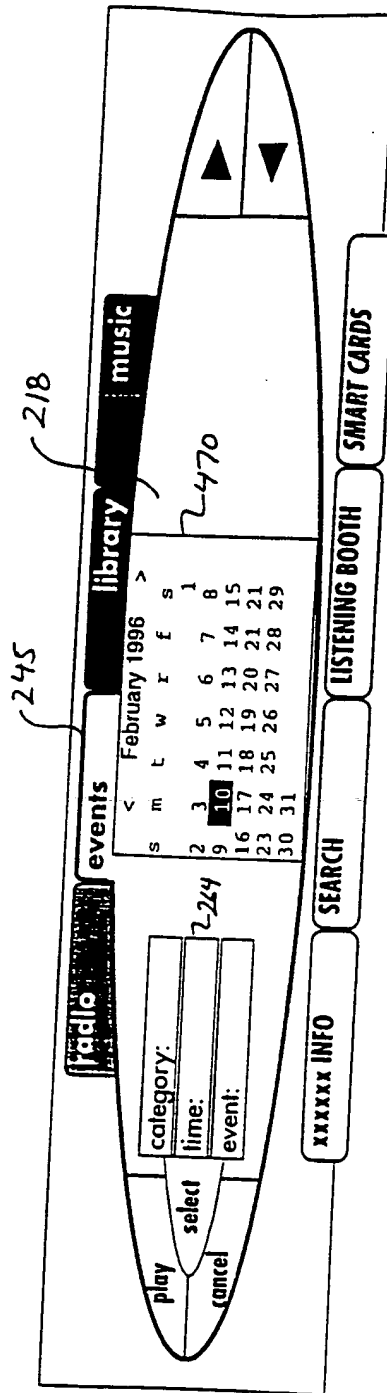 245
218
radio
events
library
music
< February 1996 >
s m t w r f s
1
2 3 4 5 6 7 8
9 10 11 12 13 14 15
16 17 18 19 20 21 21
23 24 25 26 27 28 29
30 31
470
play
select
cancel
category:
time:
event:
264
xxxxxx INFO
SEARCH
LISTENING BOOTH
SMART CARDS